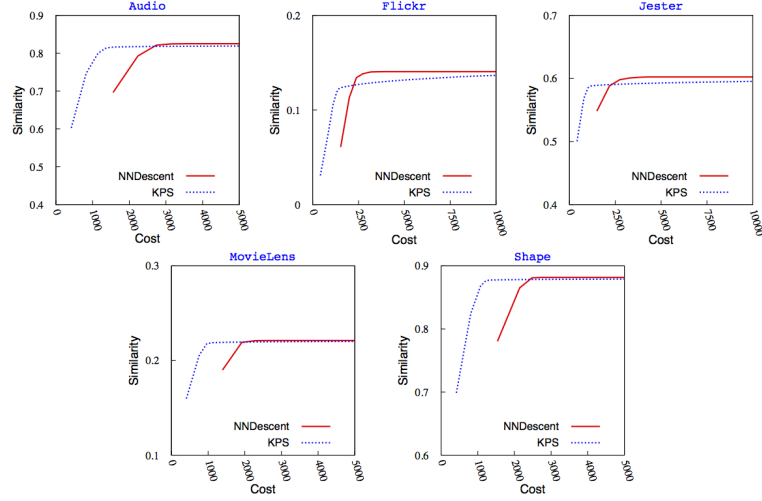 Audio
Flickr
Jester
0.9
0.8
0.7
0.6
0.5
0.4
Similarity
NNDescent
KPS
0
1000
2000
3000
4000
5000
Cost
0.2
0.1
0
Similarity
NNDescent
KPS
0
2500
5000
7500
10000
Cost
0.7
0.6
0.5
0.4
Similarity
NNDescent
KPS
0
2500
5000
7500
10000
Cost
MovieLens
Shape
0.3
0.2
0.1
Similarity
NNDescent
KPS
0
1000
2000
3000
4000
5000
Cost
0.9
0.8
0.7
0.6
Similarity
NNDescent
KPS
0
1000
2000
3000
4000
5000
Cost